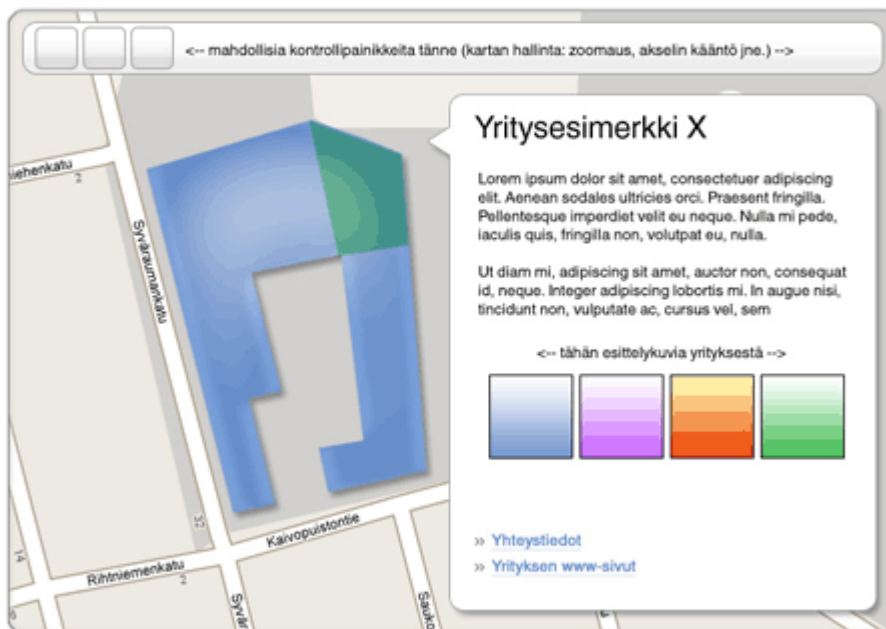 <-- mahdollisia kontrollipainikkeita tänne (kartan hallinta: zoomaus, akselin kääntö jne.) -->
Yritysesimerkki X
Lorem ipsum dolor sit amet, consectetuer adipiscing
elit. Aenean sodales ultricies orci. Praesent fringilla.
Pellentesque imperdiet velit eu neque. Nulla mi pede,
iaculis quis, fringilla non, volutpat eu, nulla.
Ut diam mi, adipiscing sit amet, auctor non, consequat
id, neque. Integer adipiscing lobortis mi. In augue nisi,
tincidunt non, vulputate ac, cursus vel, sem
<-- tähän esittelykuvia yrityksestä -->
>> Yhteystiedot
>> Yrityksen www-sivut
iehenkatu
2
Syväraumankatu
32
Kaivopuistontie
14
Rihtniemenkatu
2
Syvär
Sauko